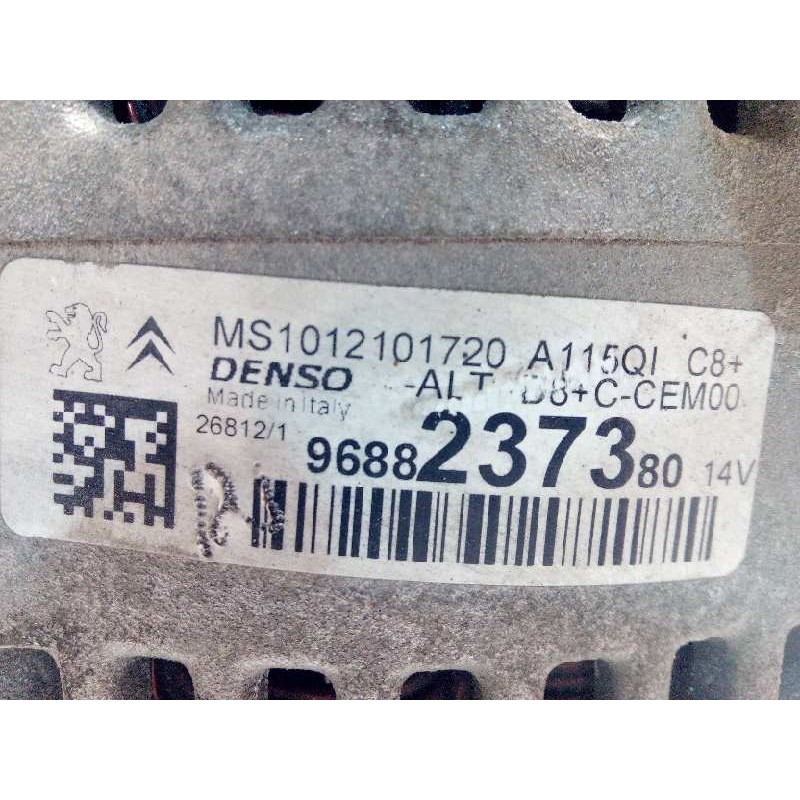 MS1012101720 A115QI C8+
DENSO -ALT D8+C-CEM00
Made in Italy
26812/1
9688237380 14V